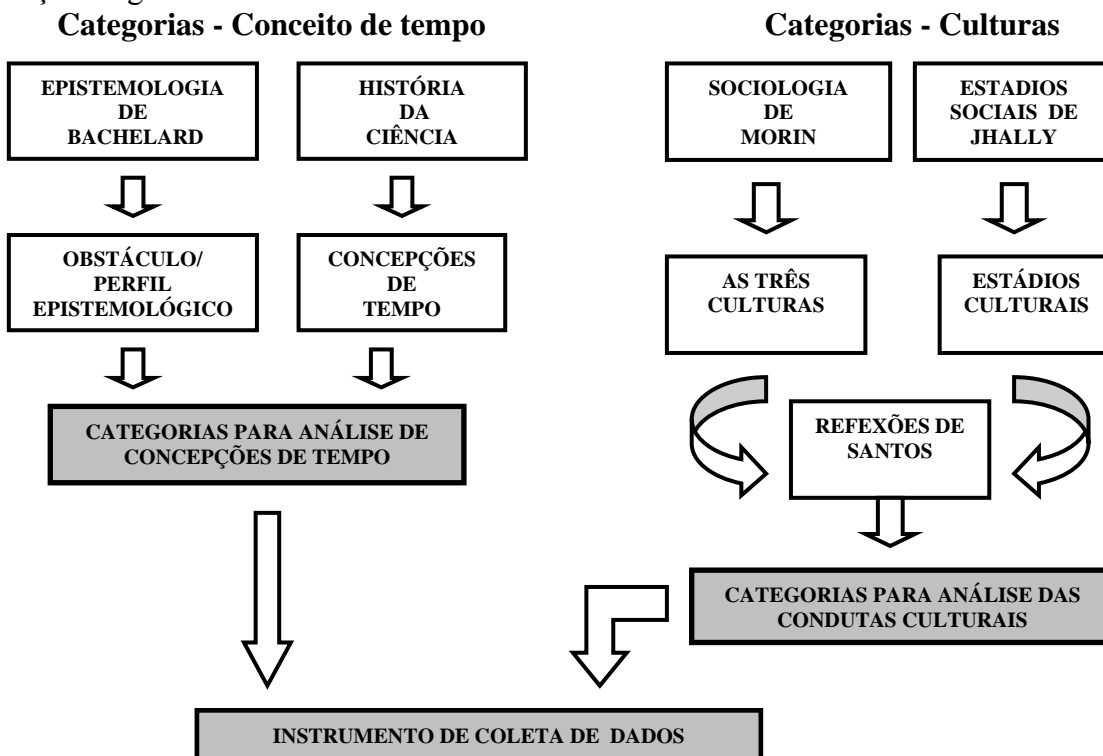 Categorias - Conceito de tempo
Categorias - Culturas
EPISTEMOLOGIA
DE
BACHELARD
HISTÓRIA
DA
CIÊNCIA
SOCIOLOGIA
DE
MORIN
ESTADIOS
SOCIAIS DE
JHALLY
OBSTÁCULO/
PERFIL
EPISTEMOLÓGICO
CONCEPÇÕES
DE
TEMPO
AS TRÊS
CULTURAS
ESTÁDIOS
CULTURAIS
CATEGORIAS PARA ANÁLISE DE
CONCEPÇÕES DE TEMPO
REFEXÕES DE
SANTOS
CATEGORIAS PARA ANÁLISE DAS
CONDUTAS CULTURAIS
INSTRUMENTO DE COLETA DE DADOS